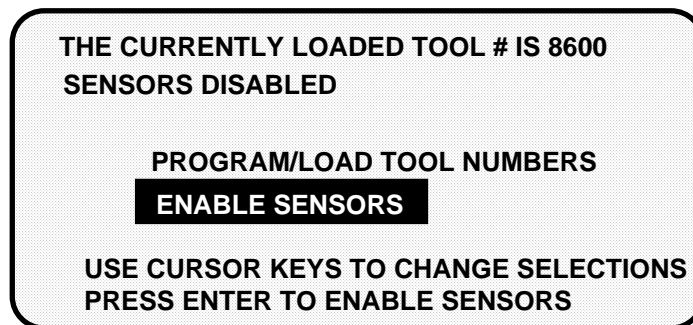 THE CURRENTLY LOADED TOOL # IS 8600
SENSORS DISABLED
PROGRAM/LOAD TOOL NUMBERS
ENABLE SENSORS
USE CURSOR KEYS TO CHANGE SELECTIONS
PRESS ENTER TO ENABLE SENSORS